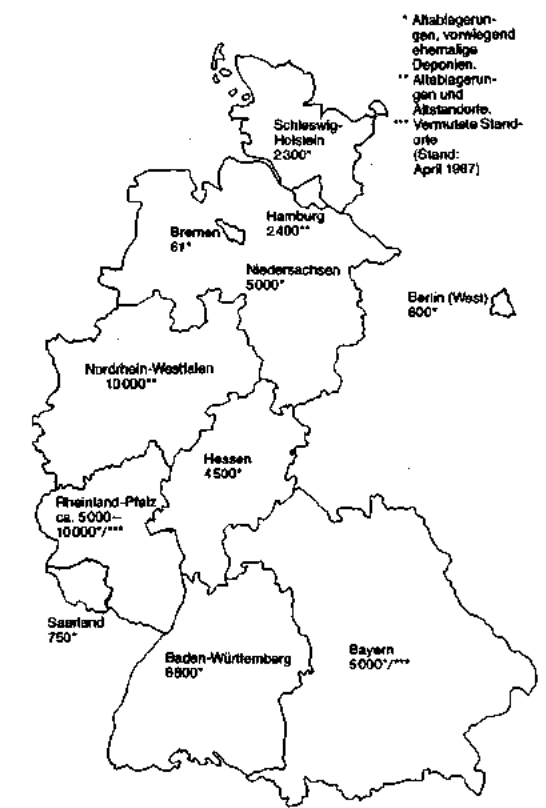 * Altablagerun-
gen, vorwiegend
ehemalige
Deponien.
** Altablagerun-
gen und
Altstandorte.
*** Vermutete Stand-
orte
(Stand:
April 1987)
Schleswig-
Holstein
2300*
Hamburg
2400**
Bremen
61*
Niedersachsen
5000*
Berlin (West)
600*
Nordrhein-Westfalen
10000**
Hessen
4500*
Rheinland-Pfalz
ca. 5000–
10000*/***
Saarland
750*
Baden-Württemberg
6800*
Bayern
5000*/***